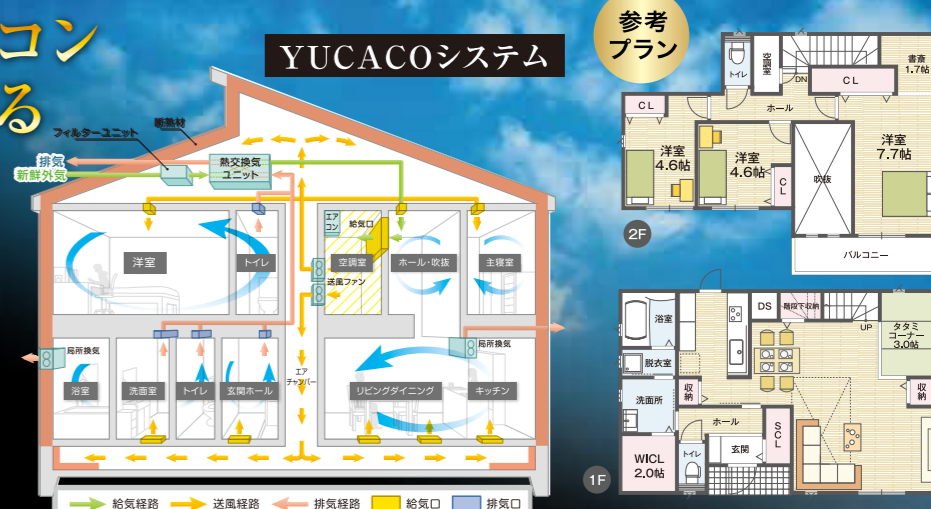 コン
る
YUCACOシステム
参考
プラン
フィルターユニット
断熱材
排気
新鮮外気
熱交換気
ユニット
エア
コン
給気口
洋室
トイレ
空調室
ホール・吹抜
主寝室
送風ファン
局所換気
浴室
洗面室
トイレ
玄関ホール
エア
チャンバー
リビングダイニング
キッチン
局所換気
給気経路
送風経路
排気経路
給気口
排気口
トイレ
空調室
DN
CL
書斎
1.7帖
CL
ホール
洋室
4.6帖
洋室
4.6帖
CL
吹抜
洋室
7.7帖
2F
バルコニー
浴室
DS
階段下収納
UP
タタミ
コーナー
3.0帖
脱衣室
洗面所
収納
収納
ホール
SCL
玄関
トイレ
WICL
2.0帖
1F